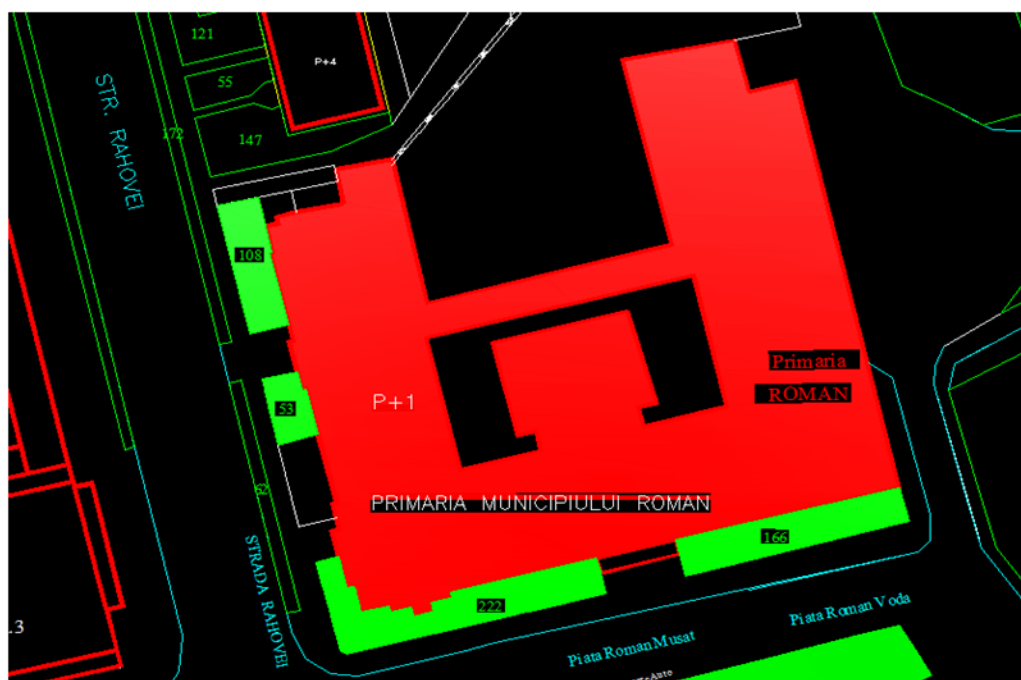 121
P+4
55
STR. RAHOVEI
172
147
108
Primaria
ROMAN
P+1
53
PRIMARIA MUNICIPIULUI ROMAN
166
STRADA RAHOVEI
222
Piata Roman Voda
Piata Roman Musat